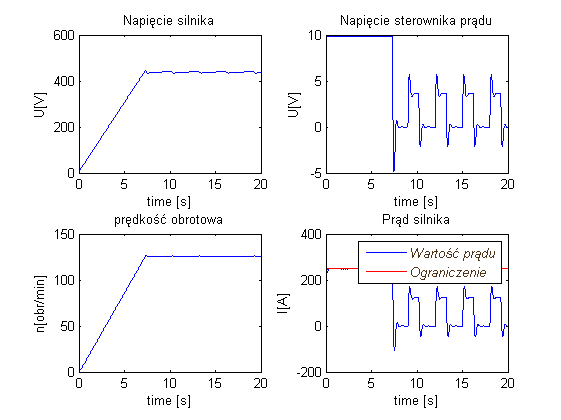 Napięcie silnika
600
400
200
0
U[V]
0 5 10 15 20
time [s]
Napięcie sterownika prądu
10
5
0
-5
U[V]
0 5 10 15 20
time [s]
prędkość obrotowa
150
100
50
0
n[obr/min]
0 5 10 15 20
time [s]
Prąd silnika
400
200
0
-200
I[A]
Wartość prądu
Ograniczenie
0 5 10 15 20
time [s]